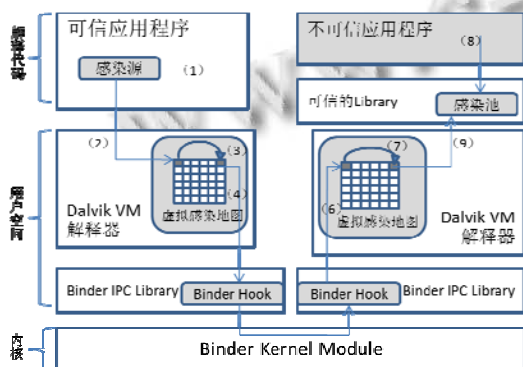 可信应用程序
感染源
(1)
不可信应用程序
(8)
可信的Library
感染池
(2)
(3)
(4)
虚拟感染地图
Dalvik VM
解释器
(7)
(9)
(6)
虚拟感染地图
Dalvik VM
解释器
用户空间
Binder IPC Library
Binder Hook
Binder Hook
Binder IPC Library
内核
Binder Kernel Module